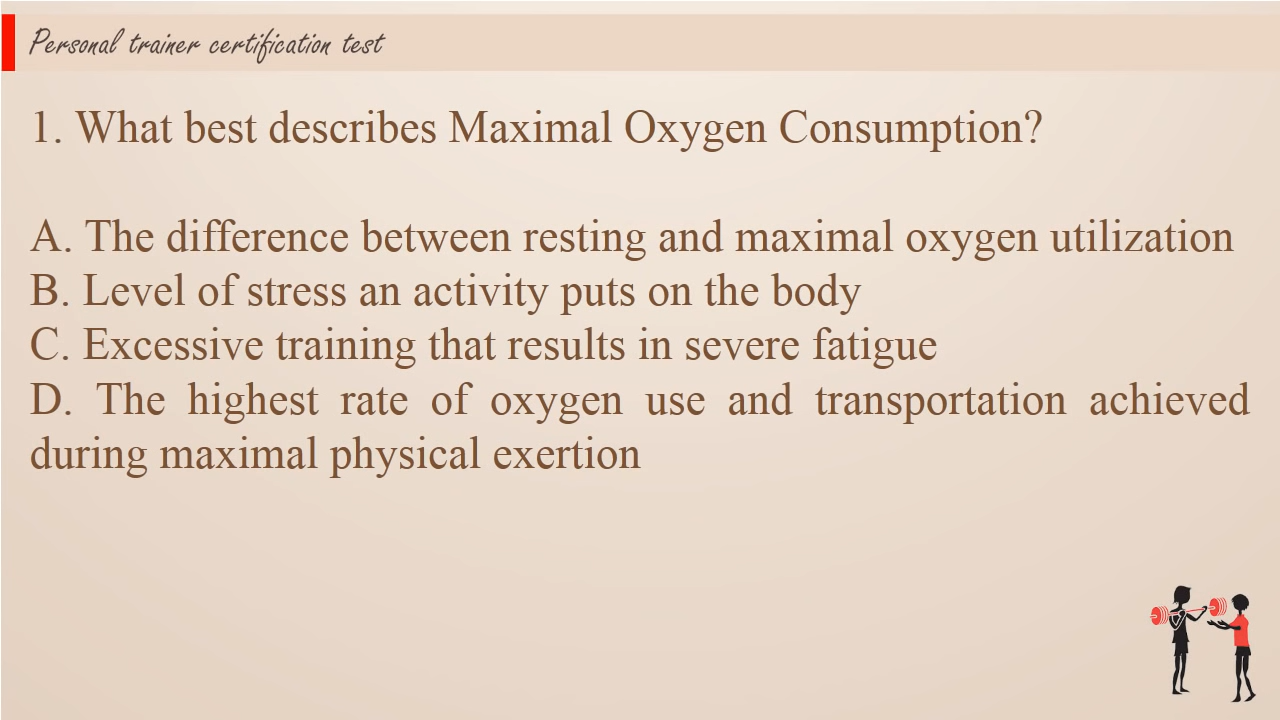 Personal trainer certification test
1. What best describes Maximal Oxygen Consumption?
A. The difference between resting and maximal oxygen utilization
B. Level of stress an activity puts on the body
C. Excessive training that results in severe fatigue
D. The highest rate of oxygen use and transportation achieved
during maximal physical exertion